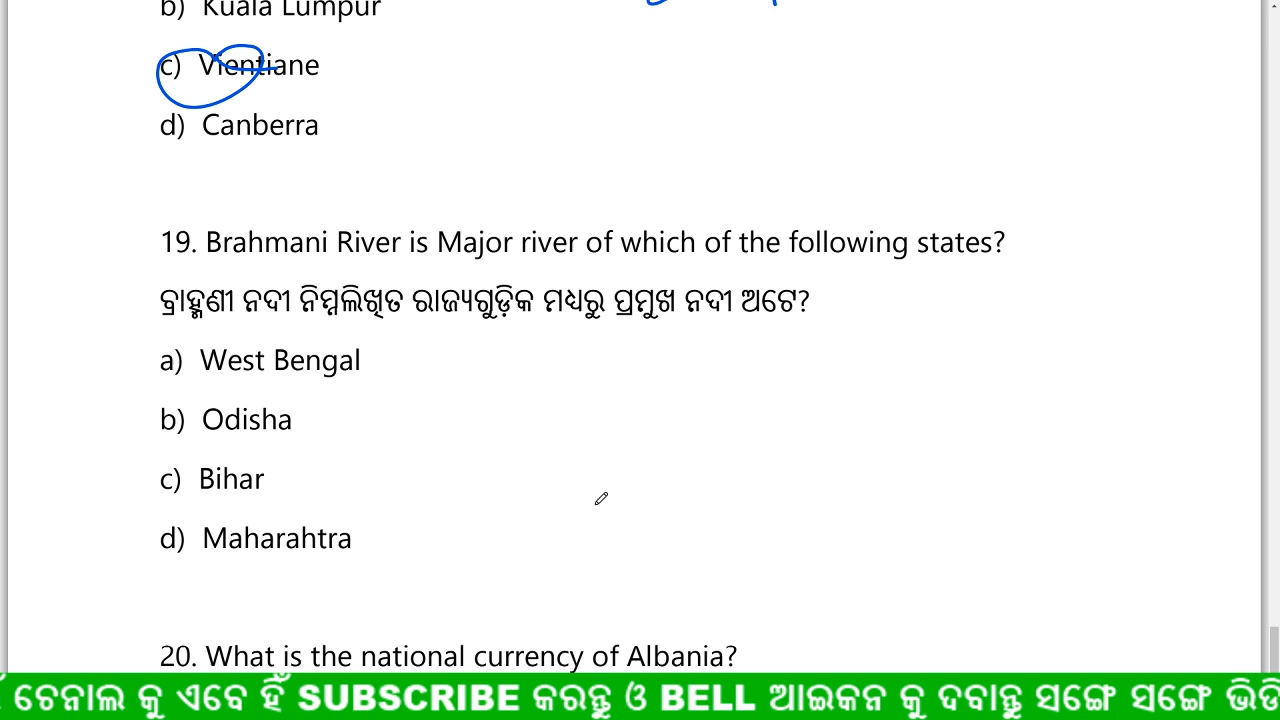 b) Kuala Lumpur
c) Vientiane
d) Canberra
19. Brahmani River is Major river of which of the following states?
ବ୍ରାହ୍ମଣୀ ନଦୀ ନିମ୍ନଲିଖିତ ରାଜ୍ୟଗୁଡ଼ିକ ମଧ୍ୟରୁ ପ୍ରମୁଖ ନଦୀ ଅଟେ?
a) West Bengal
b) Odisha
c) Bihar
d) Maharahtra
20. What is the national currency of Albania?
ଚେନାଲ କୁ ଏବେ ହିଁ SUBSCRIBE କରନ୍ତୁ ଓ BELL ଆଇକନ କୁ ଦବାନ୍ତୁ ସଙ୍ଗେ ସଙ୍ଗେ